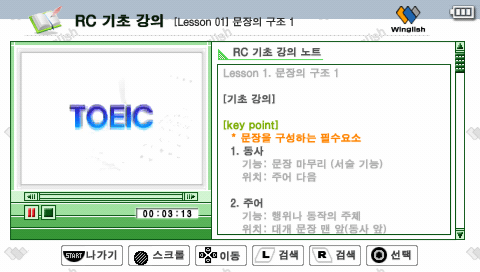 RC 기초 강의 [Lesson 01] 문장의 구조 1
Winglish
RC 기초 강의 노트
Lesson 1. 문장의 구조 1
[기초 강의]
[key point]
* 문장을 구성하는 필수요소
1. 동사
기능: 문장 마무리 (서술 기능)
위치: 주어 다음
2. 주어
기능: 행위나 동작의 주체
위치: 대개 문장 맨 앞(동사 앞)
TOEIC
00:03:13
START 나가기 스크롤 이동 L 검색 R 검색 선택